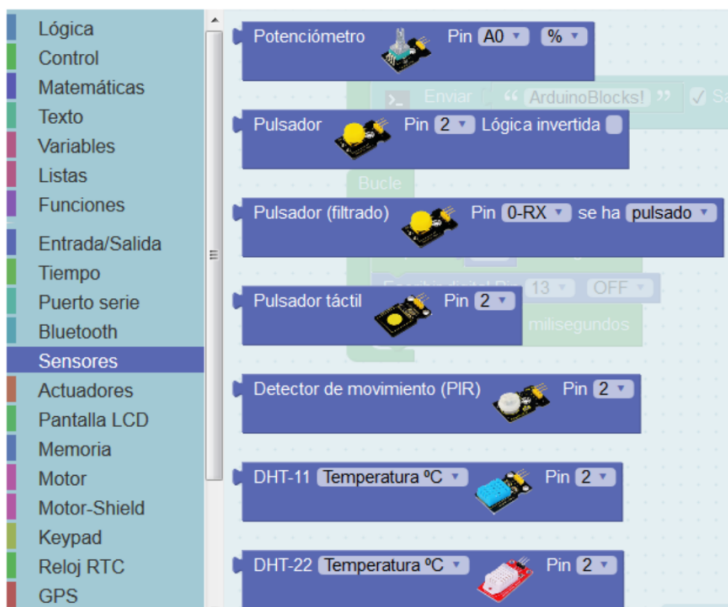 Lógica
Control
Matemáticas
Texto
Variables
Listas
Funciones
Entrada/Salida
Tiempo
Puerto serie
Bluetooth
Sensores
Actuadores
Pantalla LCD
Memoria
Motor
Motor-Shield
Keypad
Reloj RTC
GPS
Potenciómetro Pin A0 %
Enviar “ ArduinoBlocks! ”
Pulsador Pin 2 Lógica invertida
Bucle
Pulsador (filtrado) Pin 0-RX se ha pulsado
13 OFF
Pulsador táctil Pin 2
milisegundos
Detector de movimiento (PIR) Pin 2
DHT-11 Temperatura ºC Pin 2
DHT-22 Temperatura ºC Pin 2